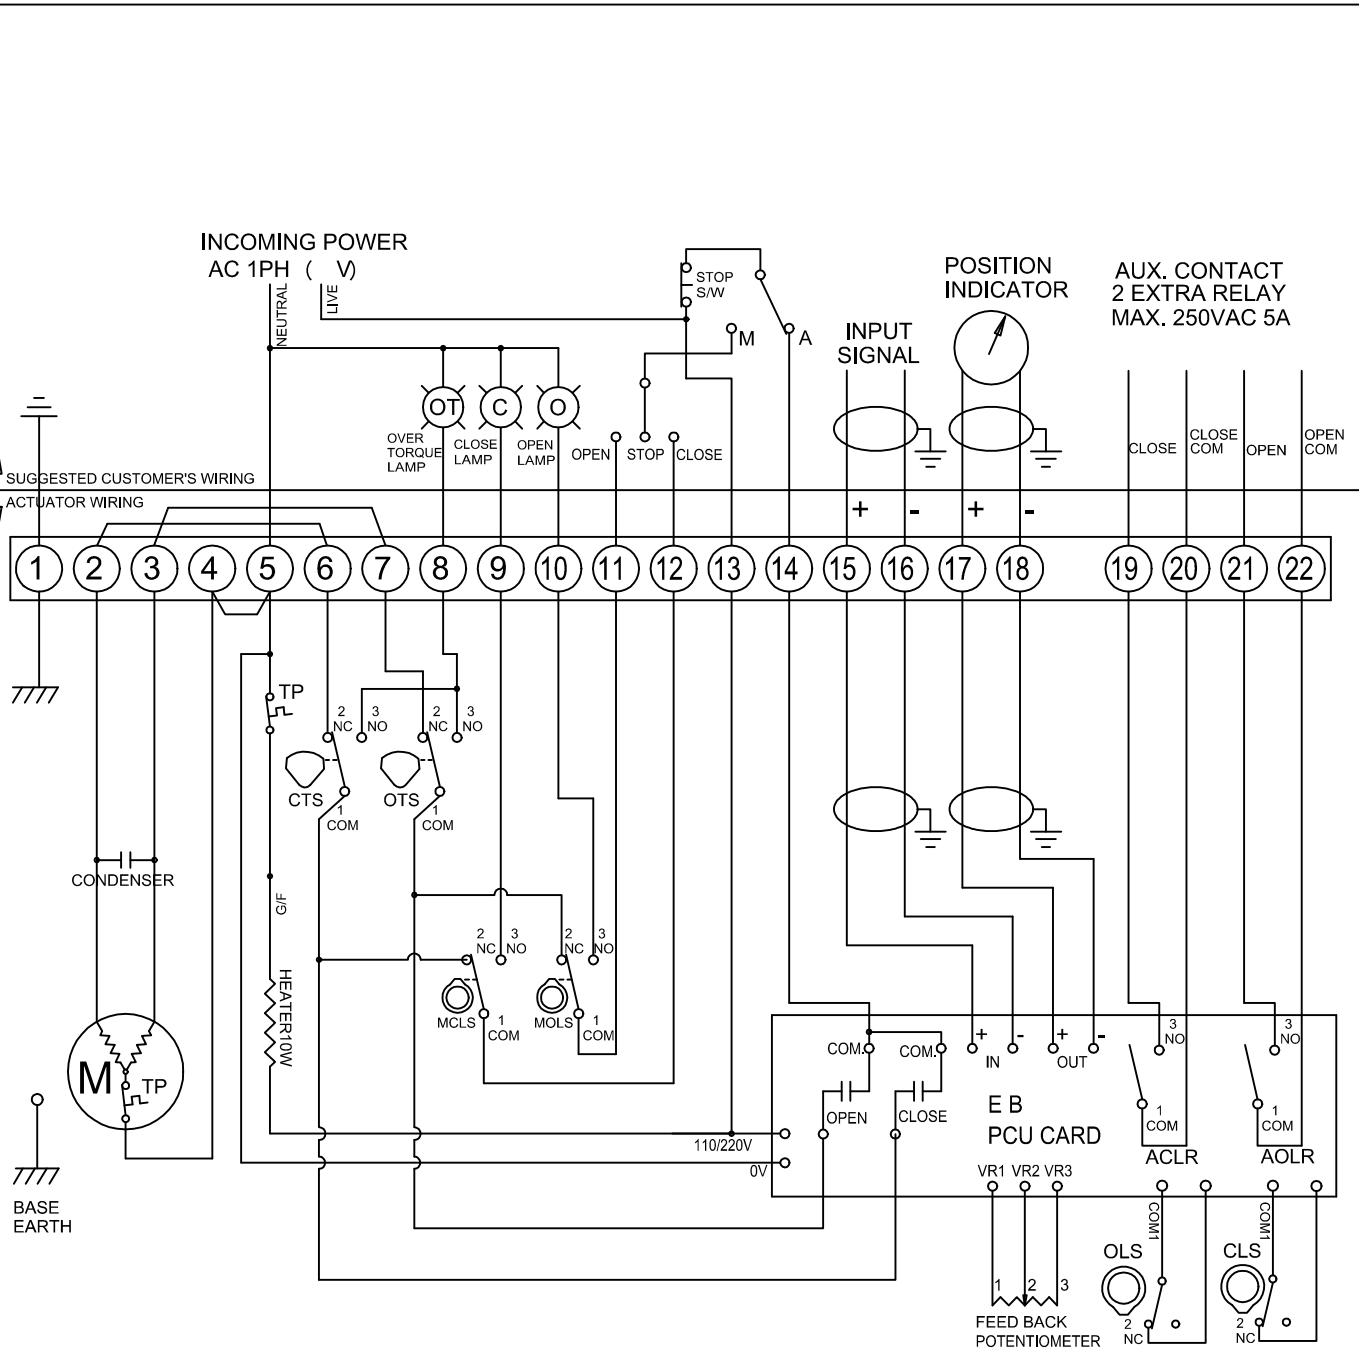 INCOMING POWER
AC 1PH ( V)
NEUTRAL
LIVE
STOP
S/W
M
A
INPUT
SIGNAL
POSITION
INDICATOR
AUX. CONTACT
2 EXTRA RELAY
MAX. 250VAC 5A
OT
C
O
OVER
TORQUE
LAMP
CLOSE
LAMP
OPEN
LAMP
OPEN
STOP
CLOSE
CLOSE
CLOSE
COM
OPEN
OPEN
COM
SUGGESTED CUSTOMER'S WIRING
ACTUATOR WIRING
+ - + -
1 2 3 4 5 6 7 8 9 10 11 12 13 14 15 16 17 18 19 20 21 22
TP
2
NC
3
NO
2
NC
3
NO
CTS
1
COM
OTS
1
COM
CONDENSER
G/F
HEATER10W
2
NC
3
NO
2
NC
3
NO
MCLS
1
COM
MOLS
1
COM
M
TP
BASE
EARTH
COM.
COM.
+ -
IN
+ -
OUT
3
NO
3
NO
OPEN
CLOSE
E B
PCU CARD
1
COM
1
COM
ACLR
AOLR
110/220V
0V
VR1 VR2 VR3
COM1
COM1
OLS
CLS
1 2 3
FEED BACK
POTENTIOMETER
2
NC
2
NC